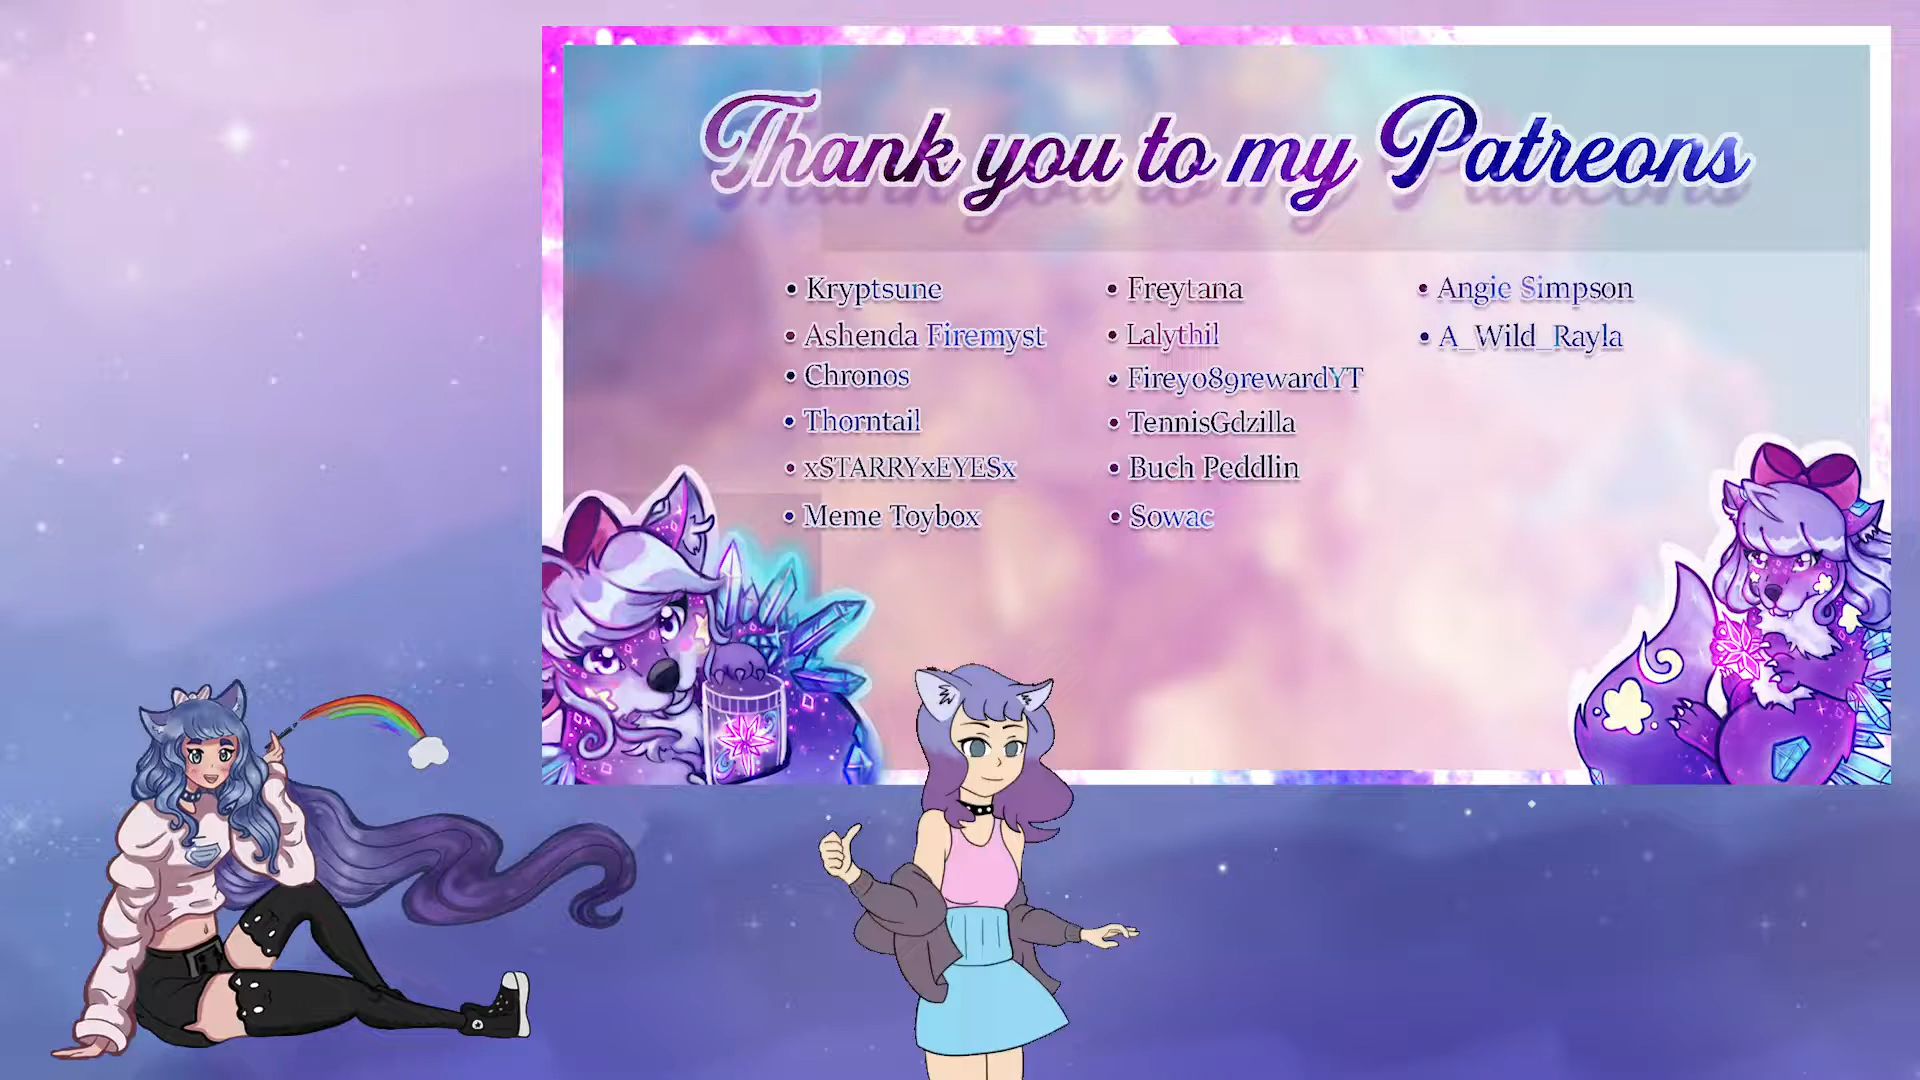 Thank you to my Patreons
• Kryptsune
• Ashenda Firemyst
• Chronos
• Thorntail
• xSTARRYxEYESx
• Meme Toybox
• Freytana
• Lalythil
• Fireyo89rewardYT
• TennisGdzilla
• Buch Peddlin
• Sowac
• Angie Simpson
• A_Wild_Rayla